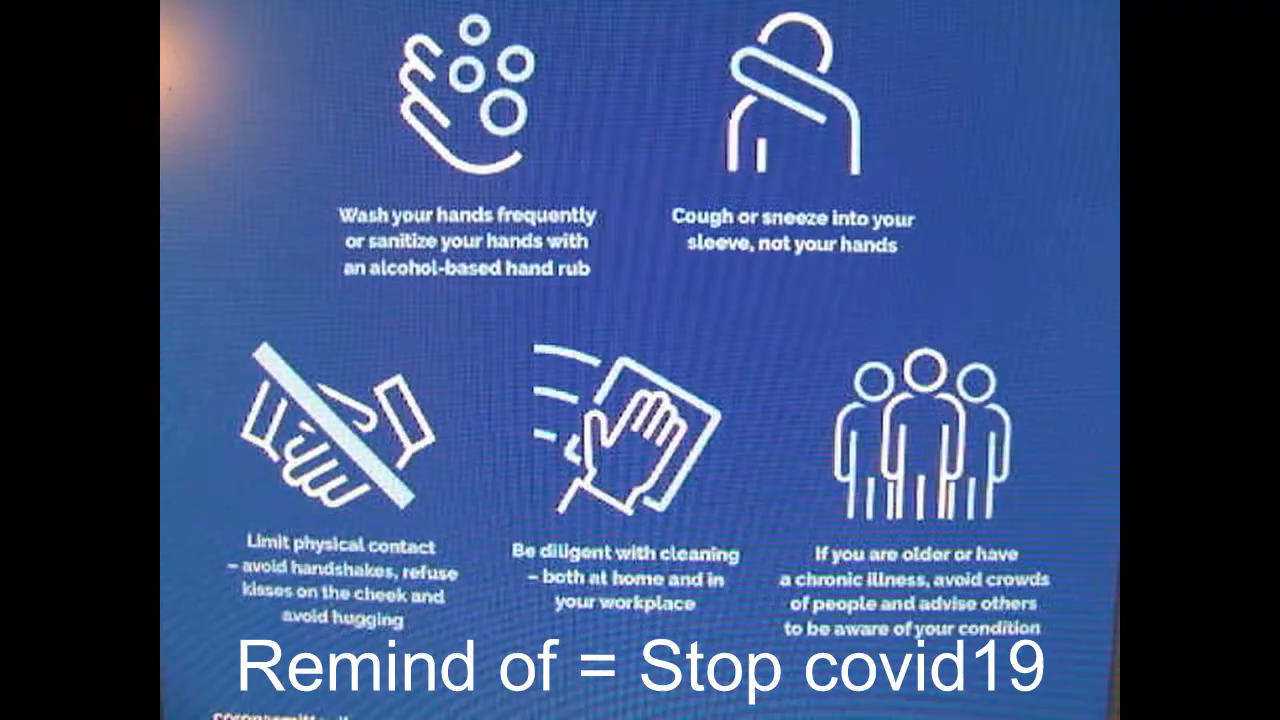 Wash your hands frequently
or sanitize your hands with
an alcohol-based hand rub
Cough or sneeze into your
sleeve, not your hands
Limit physical contact
– avoid handshakes, refuse
kisses on the cheek and
avoid hugging
Be diligent with cleaning
– both at home and in
your workplace
If you are older or have
a chronic illness, avoid crowds
of people and advise others
to be aware of your condition
Remind of = Stop covid19